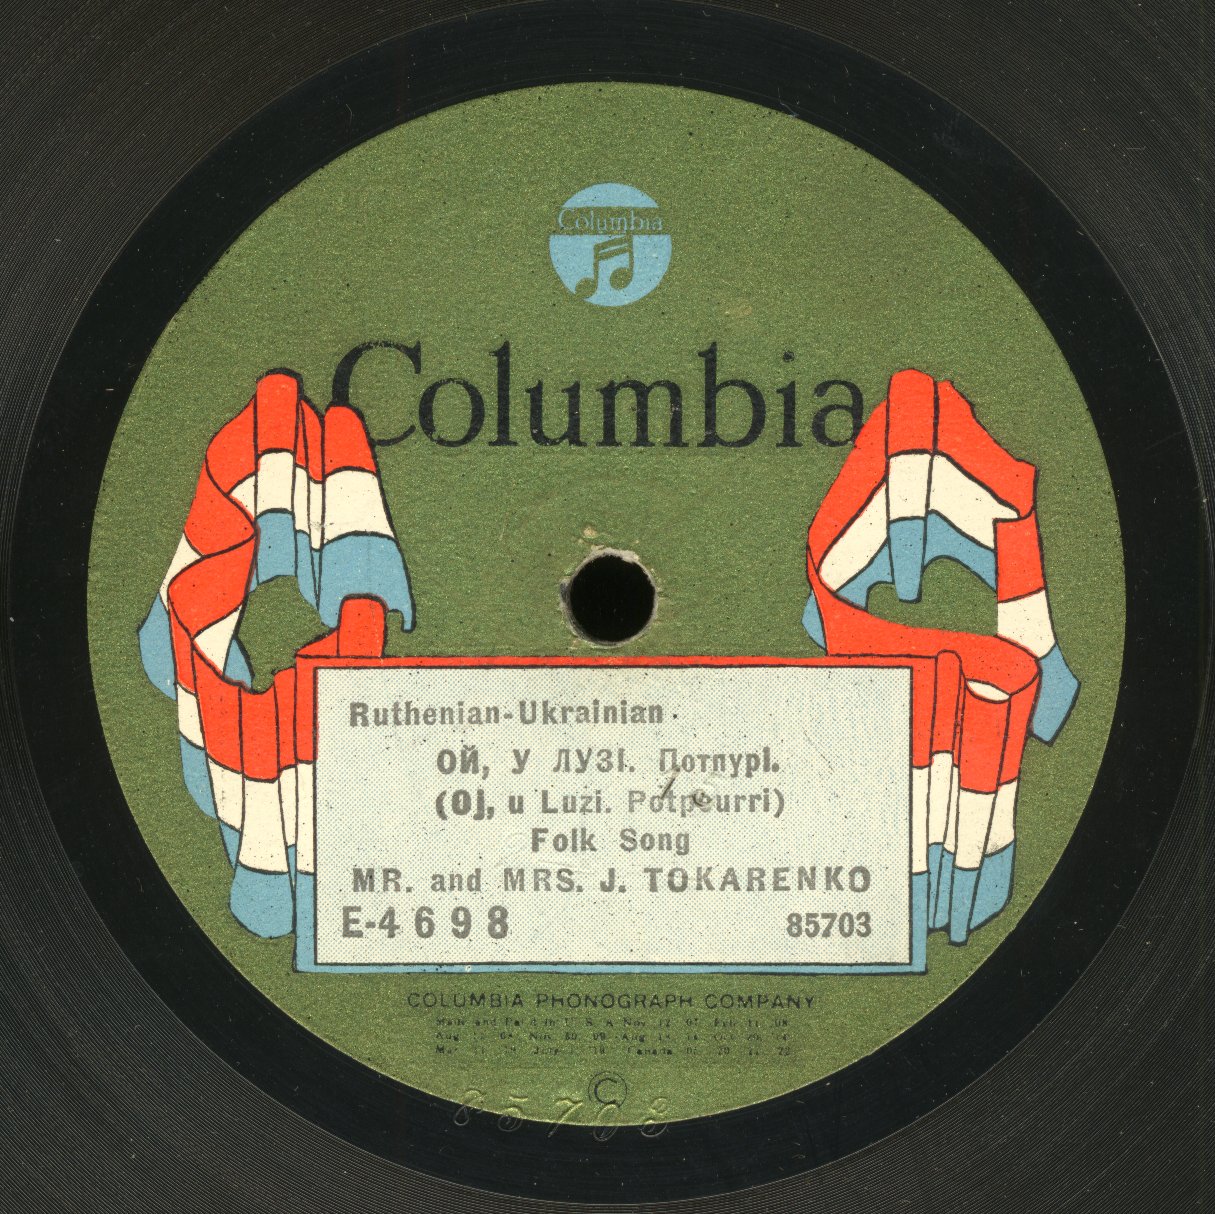 Columbia
Columbia
Ruthenian-Ukrainian
ОЙ, У ЛУЗІ. Потпурі.
(Oj, u Luzi. Potpourri)
Folk Song
MR. and MRS. J. TOKARENKO
E-4698 85703
COLUMBIA PHONOGRAPH COMPANY
©
85703